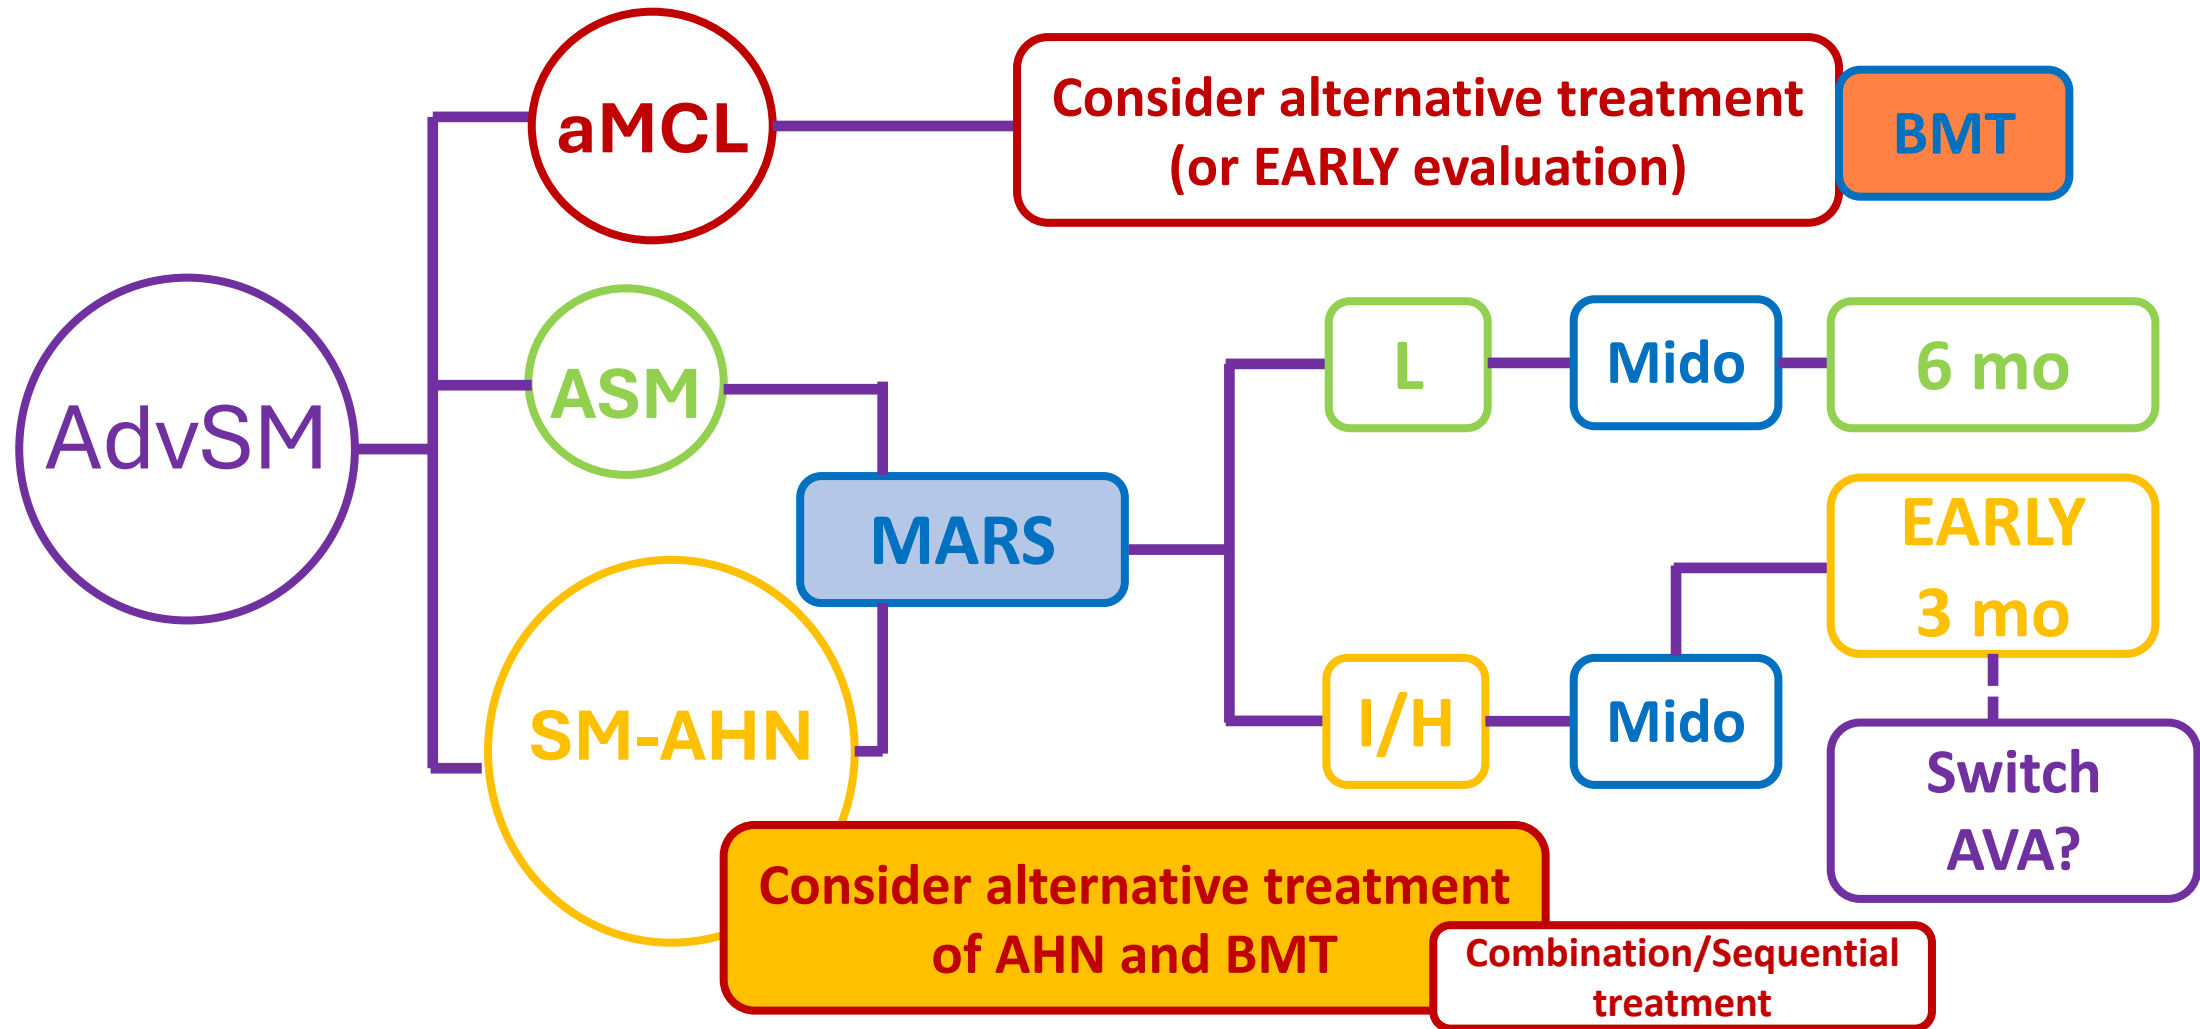 aMCL
Consider alternative treatment
(or EARLY evaluation)
BMT
AdvSM
ASM
L
Mido
6 mo
MARS
EARLY
3 mo
SM-AHN
I/H
Mido
Switch
AVA?
Consider alternative treatment
of AHN and BMT
Combination/Sequential
treatment